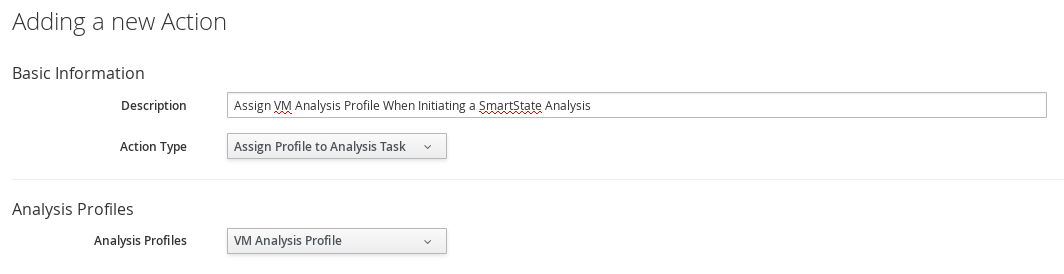 Adding a new Action
Basic Information
Description Assign VM Analysis Profile When Initiating a SmartState Analysis
Action Type Assign Profile to Analysis Task
Analysis Profiles
Analysis Profiles VM Analysis Profile